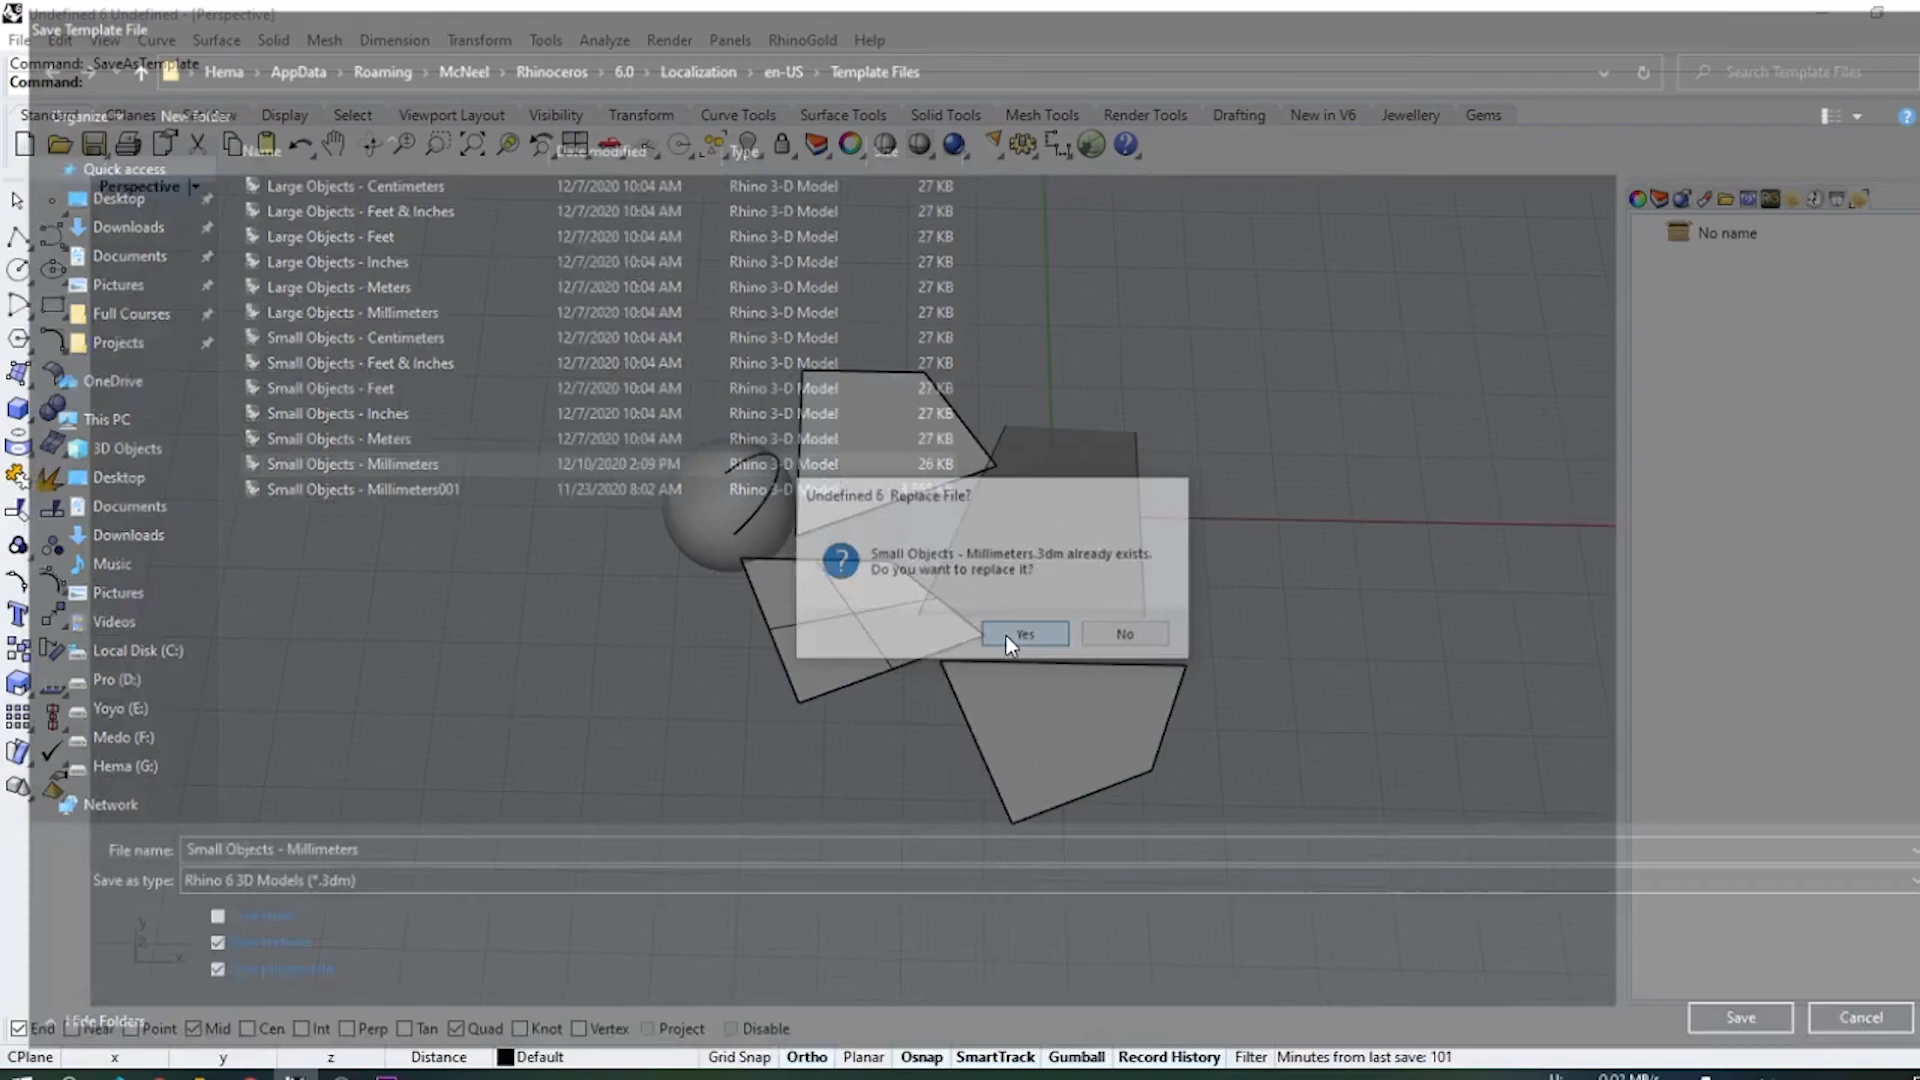 Undefined 6 Undefined - [Perspective]
Save Template File
File Edit View Curve Surface Solid Mesh Dimension Transform Tools Analyze Render Panels RhinoGold Help
Command: SaveAsTemplate
Command:
Hema > AppData > Roaming > McNeel > Rhinoceros > 6.0 > Localization > en-US > Template Files
Search Template Files
Standard CPlanes Display Select Viewport Layout Visibility Transform Curve Tools Surface Tools Solid Tools Mesh Tools Render Tools Drafting New in V6 Jewellery Gems
Organize New Folder
Name Date modified Type Size
Quick access
Perspective
Desktop
Downloads
Documents
Pictures
Full Courses
Projects
OneDrive
This PC
3D Objects
Desktop
Documents
Downloads
Music
Pictures
Videos
Local Disk (C:)
Pro (D:)
Yoyo (E:)
Medo (F:)
Hema (G:)
Network
Large Objects - Centimeters 12/7/2020 10:04 AM Rhino 3-D Model 27 KB
Large Objects - Feet & Inches 12/7/2020 10:04 AM Rhino 3-D Model 27 KB
Large Objects - Feet 12/7/2020 10:04 AM Rhino 3-D Model 27 KB
Large Objects - Inches 12/7/2020 10:04 AM Rhino 3-D Model 27 KB
Large Objects - Meters 12/7/2020 10:04 AM Rhino 3-D Model 27 KB
Large Objects - Millimeters 12/7/2020 10:04 AM Rhino 3-D Model 27 KB
Small Objects - Centimeters 12/7/2020 10:04 AM Rhino 3-D Model 27 KB
Small Objects - Feet & Inches 12/7/2020 10:04 AM Rhino 3-D Model 27 KB
Small Objects - Feet 12/7/2020 10:04 AM Rhino 3-D Model 27 KB
Small Objects - Inches 12/7/2020 10:04 AM Rhino 3-D Model 27 KB
Small Objects - Meters 12/7/2020 10:04 AM Rhino 3-D Model 27 KB
Small Objects - Millimeters 12/10/2020 2:09 PM Rhino 3-D Model 26 KB
Small Objects - Millimeters001 11/23/2020 8:02 AM Rhino 3-D Model
No name
Undefined 6 Replace File?
Small Objects - Millimeters.3dm already exists.
Do you want to replace it?
Yes No
File name: Small Objects - Millimeters
Save as type: Rhino 6 3D Models (*.3dm)
y
z
x
Hide Folders
Save Cancel
End Near Point Mid Cen Int Perp Tan Quad Knot Vertex Project Disable
CPlane x y z Distance Default Grid Snap Ortho Planar Osnap SmartTrack Gumball Record History Filter Minutes from last save: 101